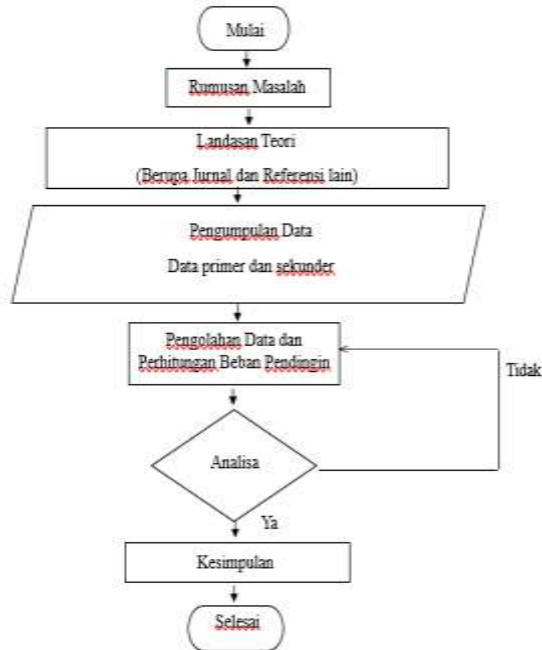 Mulai
Rumusan Masalah
Landasan Teori
(Berupa Jurnal dan Referensi lain)
Pengumpulan Data
Data primer dan sekunder
Pengolahan Data dan
Perhitungan Beban Pendingin
Tidak
Analisa
Ya
Kesimpulan
Selesai